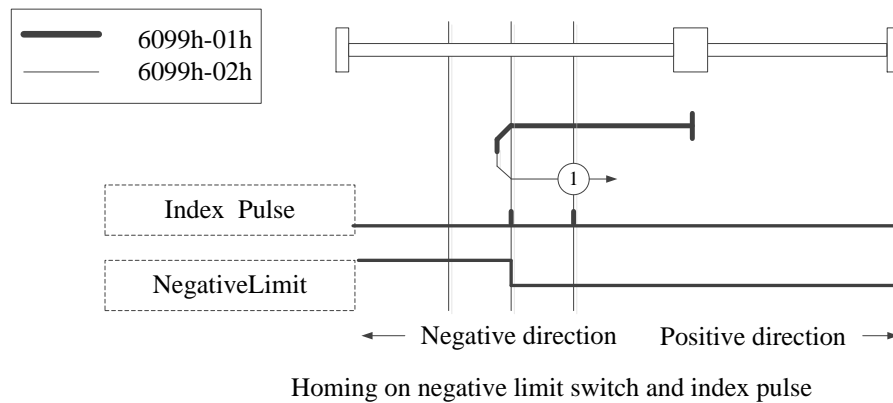 6099h-01h
6099h-02h
1
Index Pulse
NegativeLimit
Negative direction Positive direction
Homing on negative limit switch and index pulse